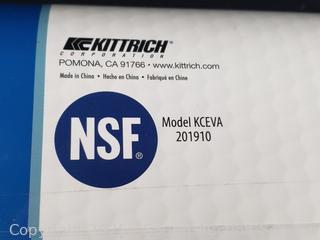 KITTRICH
CORPORATION
POMONA, CA 91766 • www.kittrich.com
Made in China • Hecho en China • Fabriqué en Chine
NSF®
Model KCEVA
201910